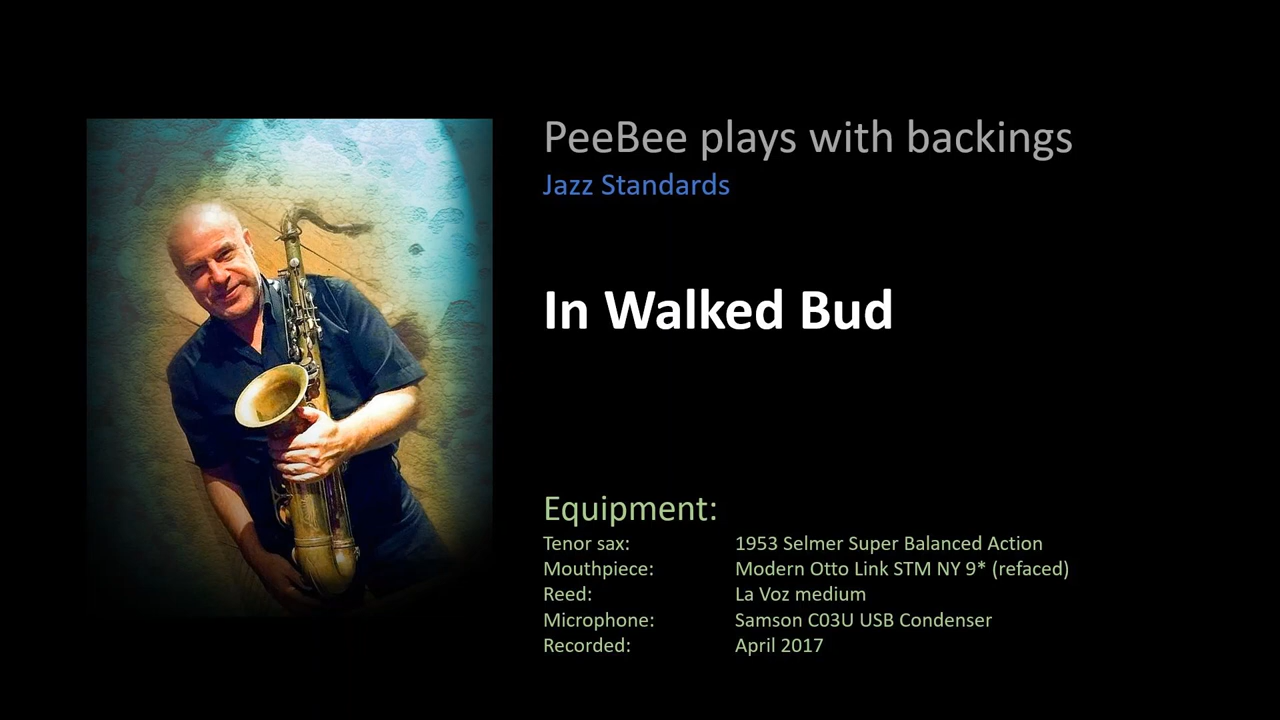 PeeBee plays with backings
Jazz Standards
In Walked Bud
Equipment:
Tenor sax: 1953 Selmer Super Balanced Action
Mouthpiece: Modern Otto Link STM NY 9* (refaced)
Reed: La Voz medium
Microphone: Samson C03U USB Condenser
Recorded: April 2017